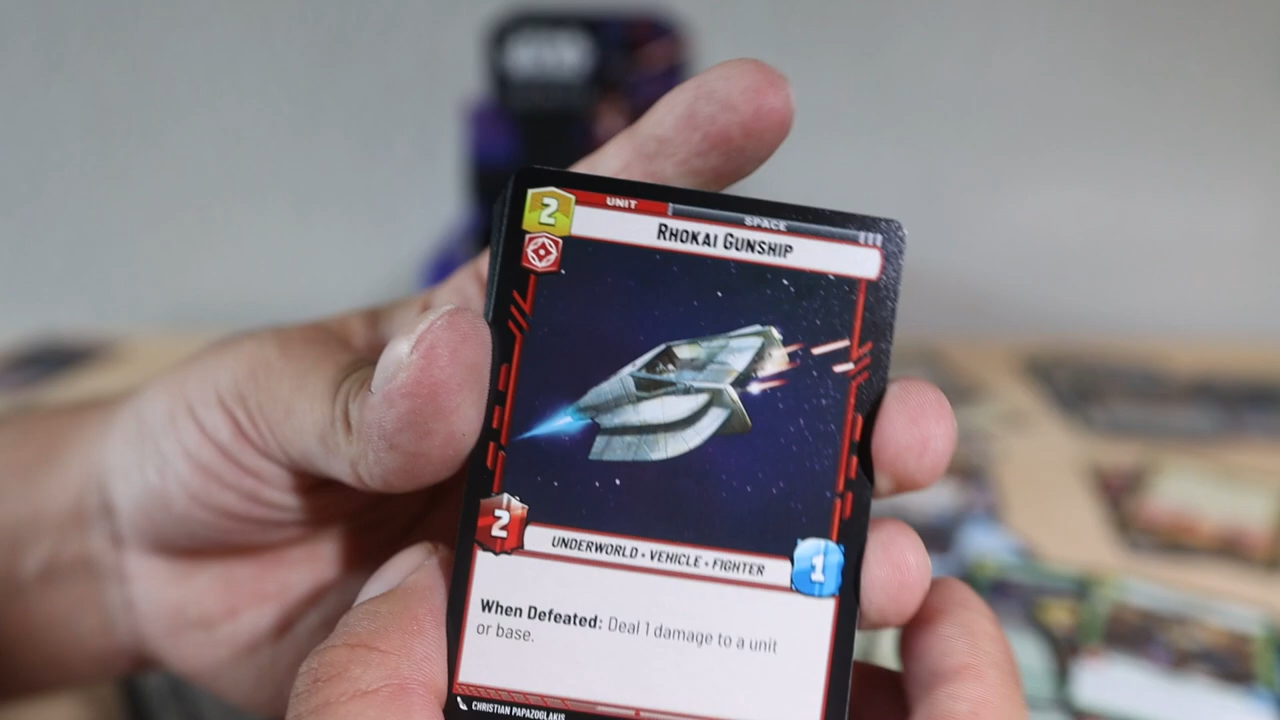 2
UNIT
SPACE
RHOKAI GUNSHIP
2
UNDERWORLD • VEHICLE • FIGHTER
1
When Defeated: Deal 1 damage to a unit
or base.
CHRISTIAN PAPAZOGLAKIS